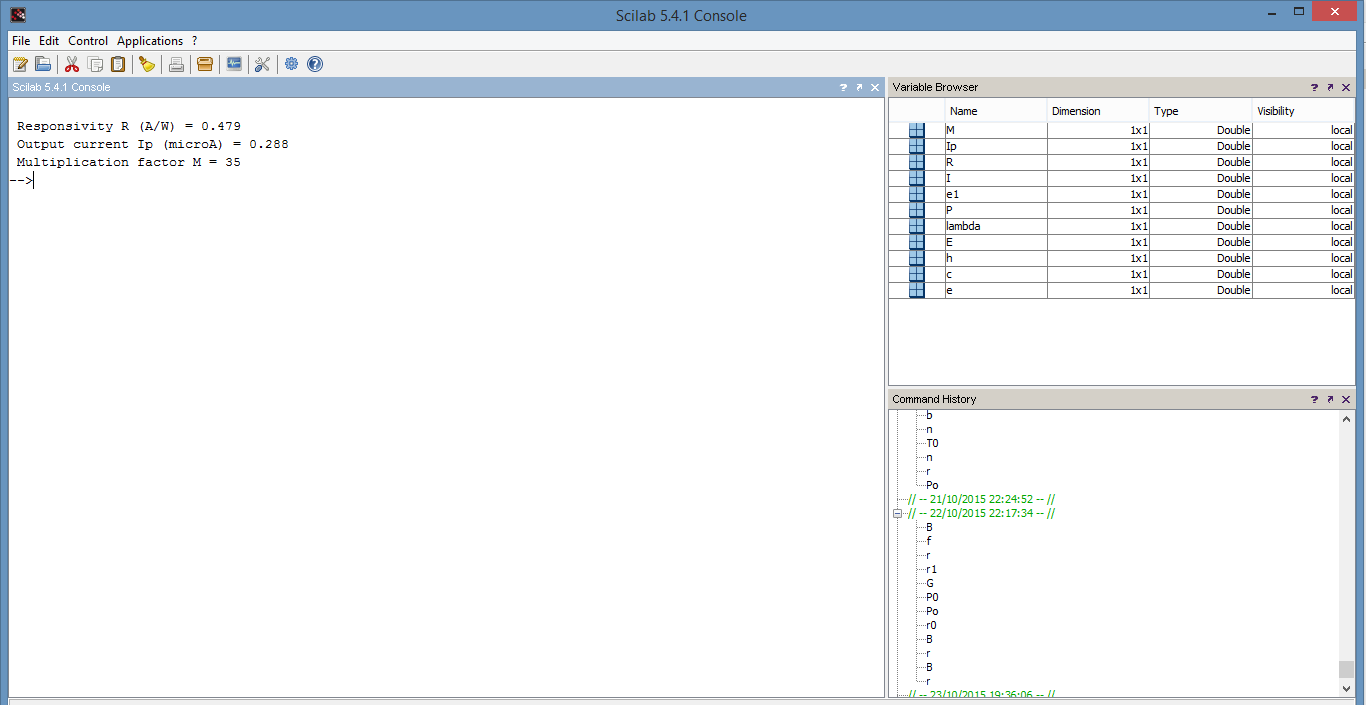 Scilab 5.4.1 Console
File Edit Control Applications ?
Scilab 5.4.1 Console
Responsivity R (A/W) = 0.479
Output current Ip (microA) = 0.288
Multiplication factor M = 35
-->
Variable Browser
Name Dimension Type Visibility
M 1x1 Double local
Ip 1x1 Double local
R 1x1 Double local
I 1x1 Double local
e1 1x1 Double local
P 1x1 Double local
lambda 1x1 Double local
E 1x1 Double local
h 1x1 Double local
c 1x1 Double local
e 1x1 Double local
Command History
b
n
T0
n
r
Po
// -- 21/10/2015 22:24:52 -- //
// -- 22/10/2015 22:17:34 -- //
B
f
r
r1
G
P0
Po
r0
B
r
B
r
// -- 23/10/2015 19:36:06 -- //